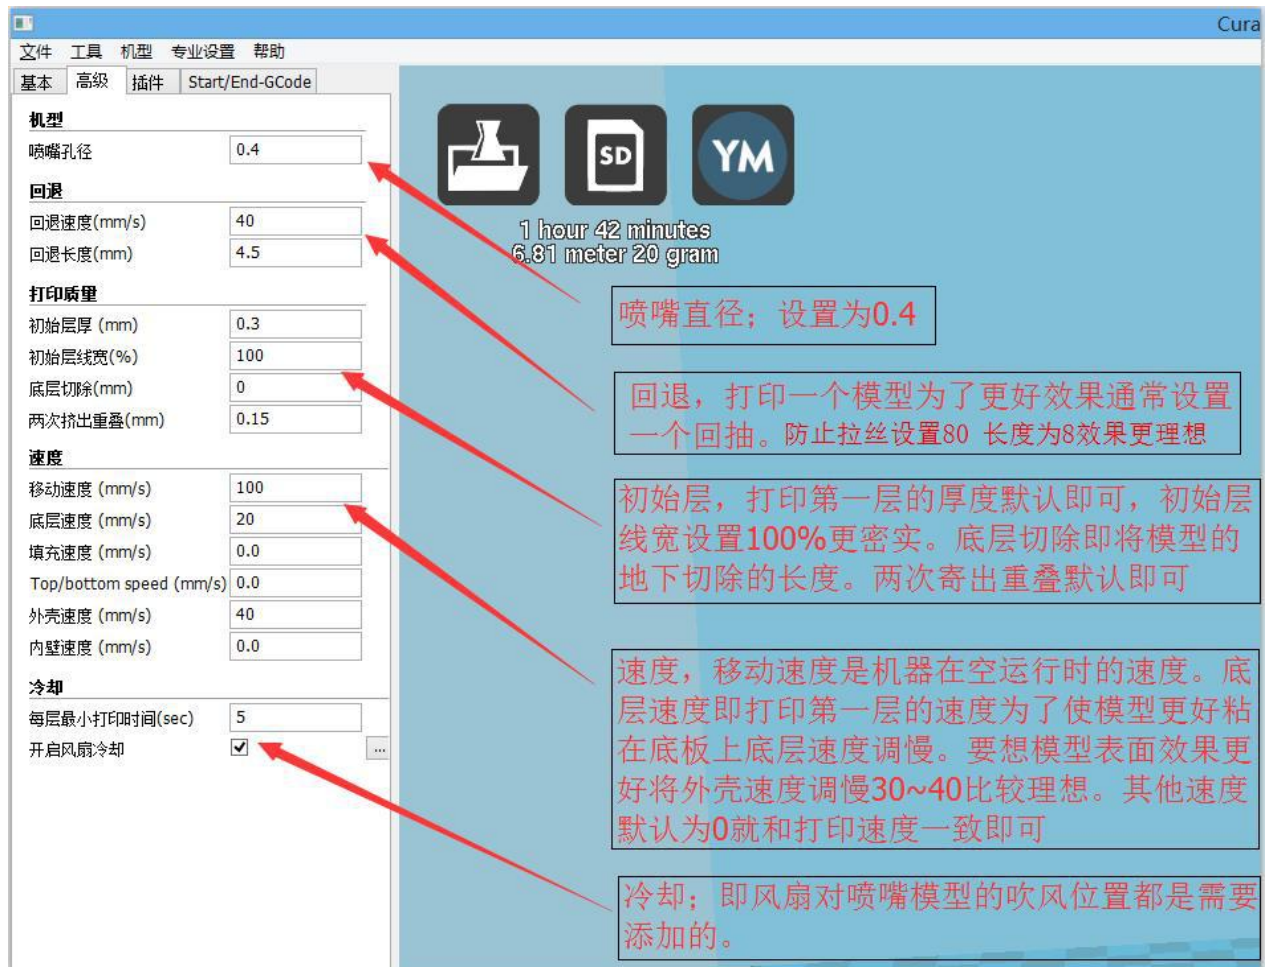 Cura
文件 工具 机型 专业设置 帮助
基本 高级 插件 Start/End-GCode
机型
喷嘴孔径 0.4
回退
回退速度(mm/s) 40
回退长度(mm) 4.5
打印质量
初始层厚 (mm) 0.3
初始层线宽(%) 100
底层切除(mm) 0
两次挤出重叠(mm) 0.15
速度
移动速度 (mm/s) 100
底层速度 (mm/s) 20
填充速度 (mm/s) 0.0
Top/bottom speed (mm/s) 0.0
外壳速度 (mm/s) 40
内壁速度 (mm/s) 0.0
冷却
每层最小打印时间(sec) 5
开启风扇冷却 ...
SD YM
1 hour 42 minutes
6.81 meter 20 gram
喷嘴直径；设置为0.4
回退，打印一个模型为了更好效果通常设置
一个回抽。防止拉丝设置80 长度为8效果更理想
初始层，打印第一层的厚度默认即可，初始层
线宽设置100%更密实。底层切除即将模型的
地下切除的长度。两次寄出重叠默认即可
速度，移动速度是机器在空运行时的速度。底
层速度即打印第一层的速度为了使模型更好粘
在底板上底层速度调慢。要想模型表面效果更
好将外壳速度调慢30~40比较理想。其他速度
默认为0就和打印速度一致即可
冷却；即风扇对喷嘴模型的吹风位置都是需要
添加的。